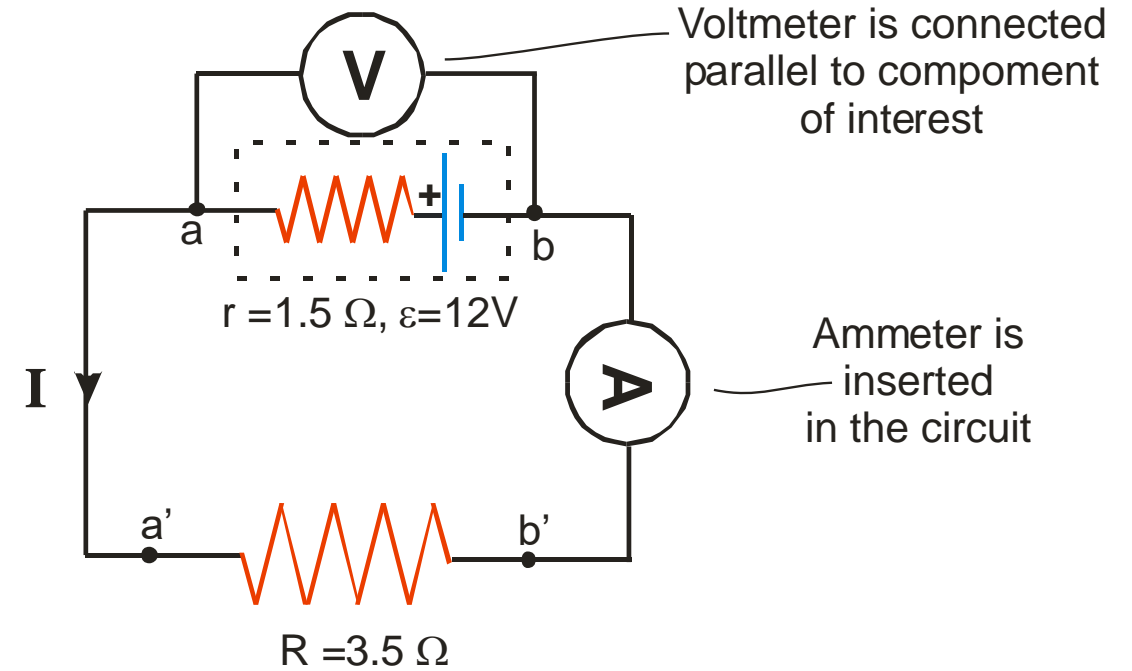 Voltmeter is connected
parallel to compoment
of interest
V
+
a
b
r =1.5 Ω, ε=12V
I
A
Ammeter is
inserted
in the circuit
a’
b’
R =3.5 Ω